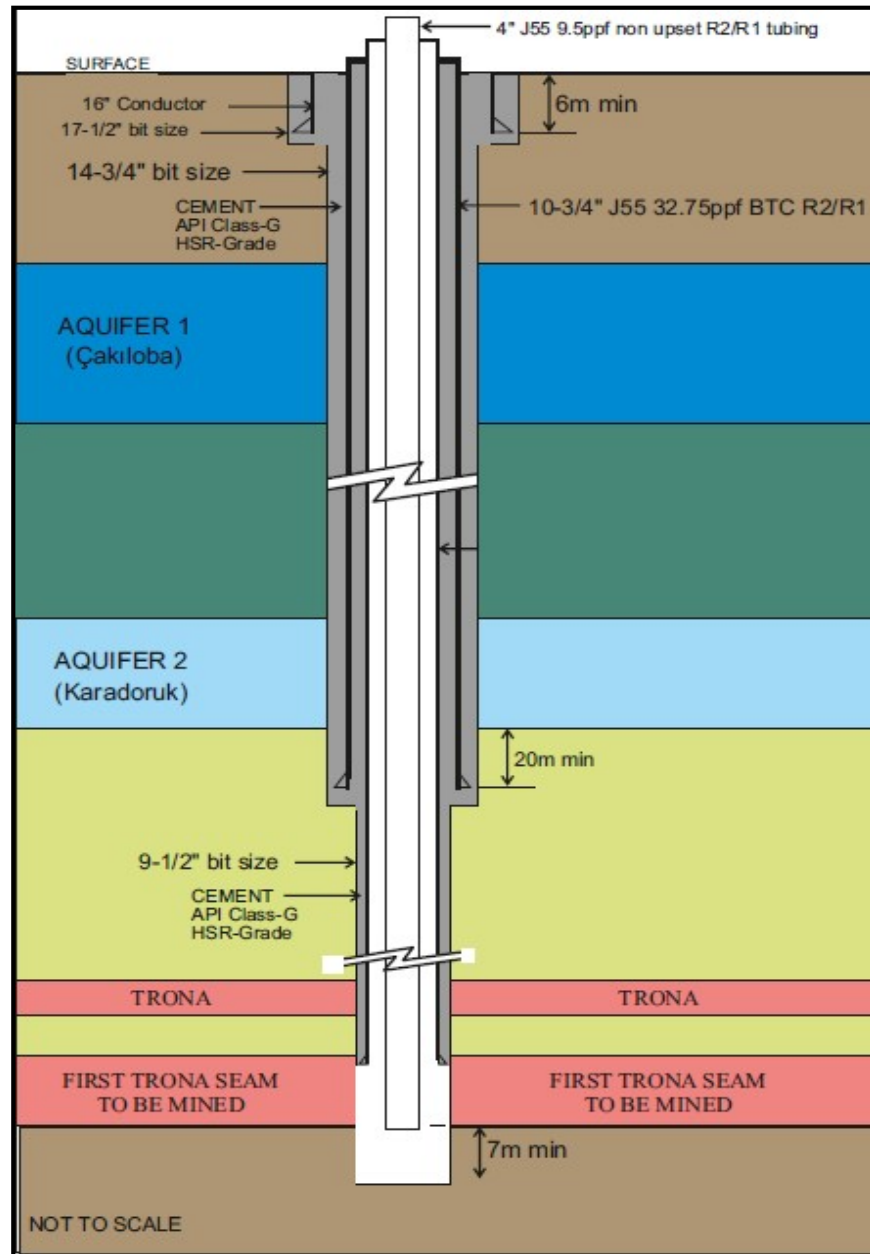 4" J55 9.5ppf non upset R2/R1 tubing
SURFACE
16" Conductor
6m min
17-1/2" bit size
14-3/4" bit size
CEMENT
API Class-G
HSR-Grade
10-3/4" J55 32.75ppf BTC R2/R1
AQUIFER 1
(Çakıloba)
AQUIFER 2
(Karadoruk)
20m min
9-1/2" bit size
CEMENT
API Class-G
HSR-Grade
TRONA
TRONA
FIRST TRONA SEAM
TO BE MINED
FIRST TRONA SEAM
TO BE MINED
7m min
NOT TO SCALE